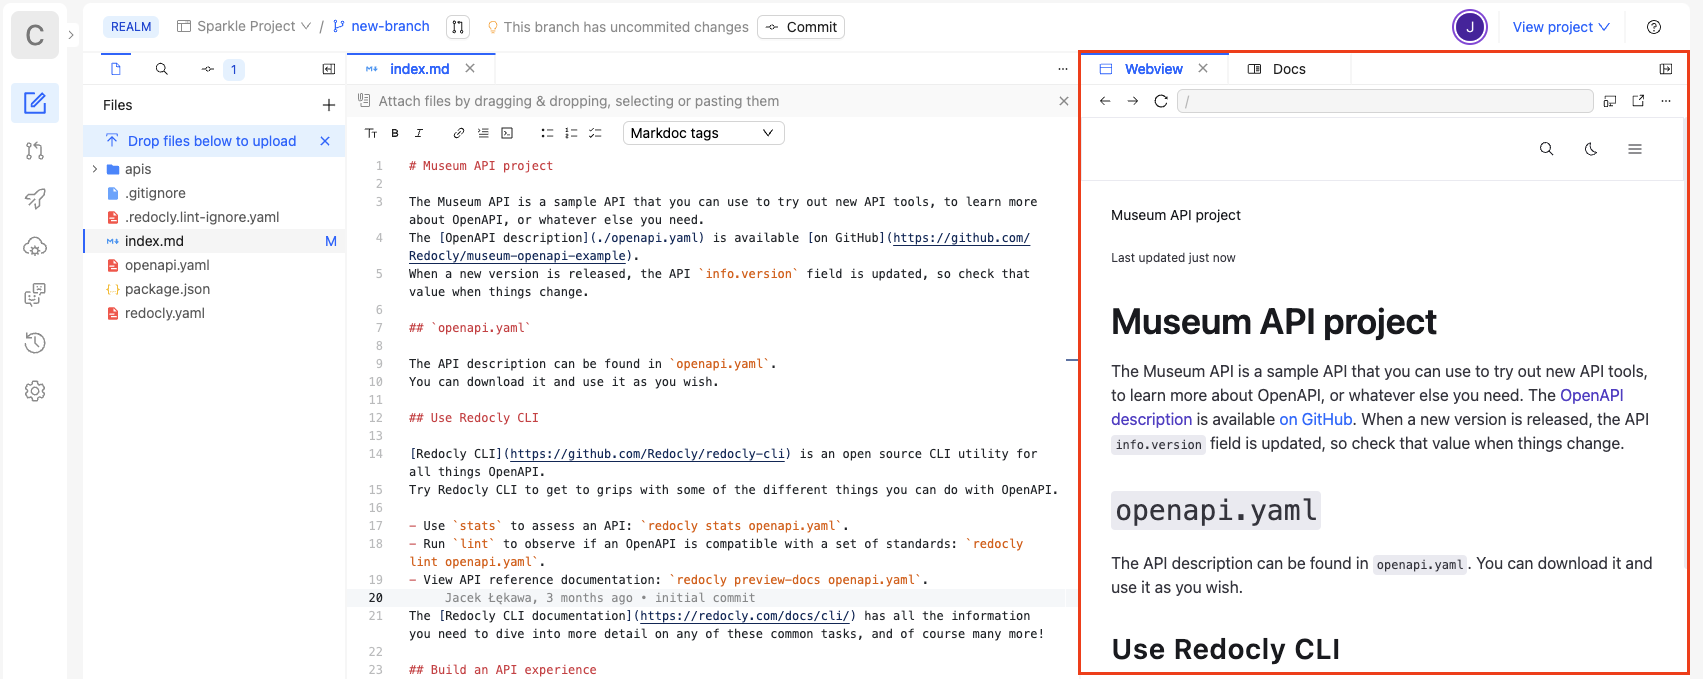 C
REALM
Sparkle Project / new-branch
This branch has uncommited changes
Commit
J
View project
1
Files
Drop files below to upload
apis
.gitignore
.redocly.lint-ignore.yaml
index.md M
openapi.yaml
package.json
redocly.yaml
index.md
Attach files by dragging & dropping, selecting or pasting them
Markdoc tags
1 # Museum API project
2
3 The Museum API is a sample API that you can use to try out new API tools, to learn more
about OpenAPI, or whatever else you need.
4 The [OpenAPI description](./openapi.yaml) is available [on GitHub](https://github.com/
Redocly/museum-openapi-example).
5 When a new version is released, the API `info.version` field is updated, so check that
value when things change.
6
7 ## `openapi.yaml`
8
9 The API description can be found in `openapi.yaml`.
10 You can download it and use it as you wish.
11
12 ## Use Redocly CLI
13
14 [Redocly CLI](https://github.com/Redocly/redocly-cli) is an open source CLI utility for
all things OpenAPI.
15 Try Redocly CLI to get to grips with some of the different things you can do with OpenAPI.
16
17 - Use `stats` to assess an API: `redocly stats openapi.yaml`.
18 - Run `lint` to observe if an OpenAPI is compatible with a set of standards: `redocly
lint openapi.yaml`.
19 - View API reference documentation: `redocly preview-docs openapi.yaml`.
20 Jacek Łękawa, 3 months ago • initial commit
21 The [Redocly CLI documentation](https://redocly.com/docs/cli/) has all the information
you need to dive into more detail on any of these common tasks, and of course many more!
22
23 ## Build an API experience
Webview
Docs
/
Museum API project
Last updated just now
Museum API project
The Museum API is a sample API that you can use to try out new API tools,
to learn more about OpenAPI, or whatever else you need. The OpenAPI
description is available on GitHub. When a new version is released, the API
info.version field is updated, so check that value when things change.
openapi.yaml
The API description can be found in openapi.yaml. You can download it and
use it as you wish.
Use Redocly CLI